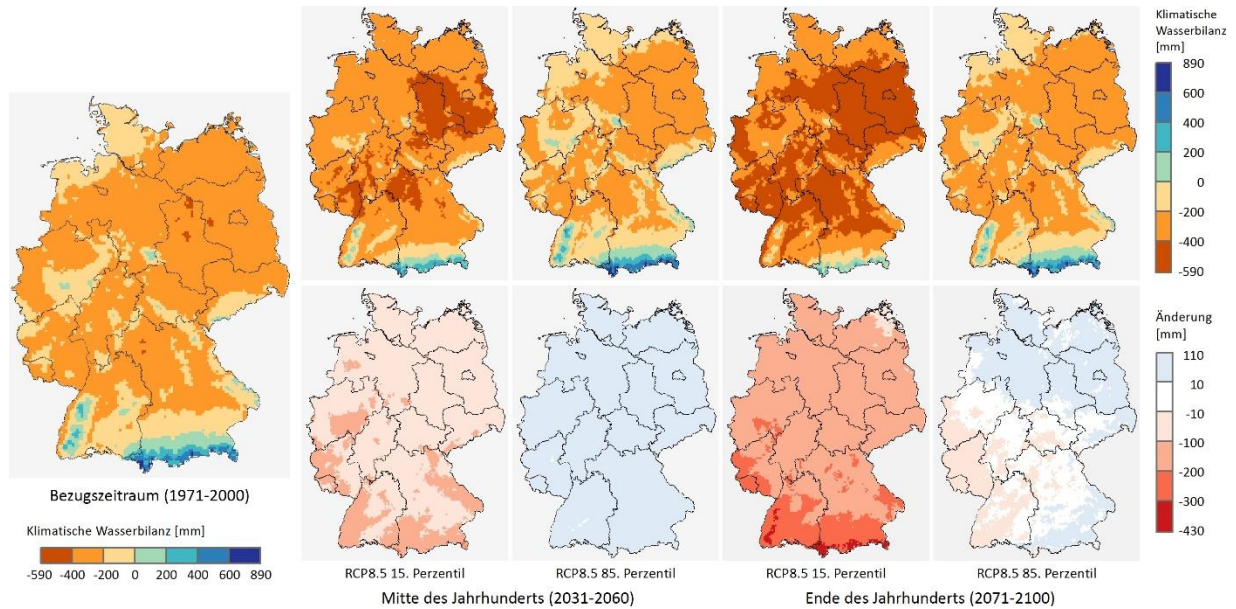 Bezugszeitraum (1971-2000)
Klimatische Wasserbilanz [mm]
-590 -400 -200 0 200 400 600 890
RCP8.5 15. Perzentil
RCP8.5 85. Perzentil
RCP8.5 15. Perzentil
RCP8.5 85. Perzentil
Mitte des Jahrhunderts (2031-2060)
Ende des Jahrhunderts (2071-2100)
Klimatische
Wasserbilanz
[mm]
890
600
400
200
0
-200
-400
-590
Änderung
[mm]
110
10
-10
-100
-200
-300
-430